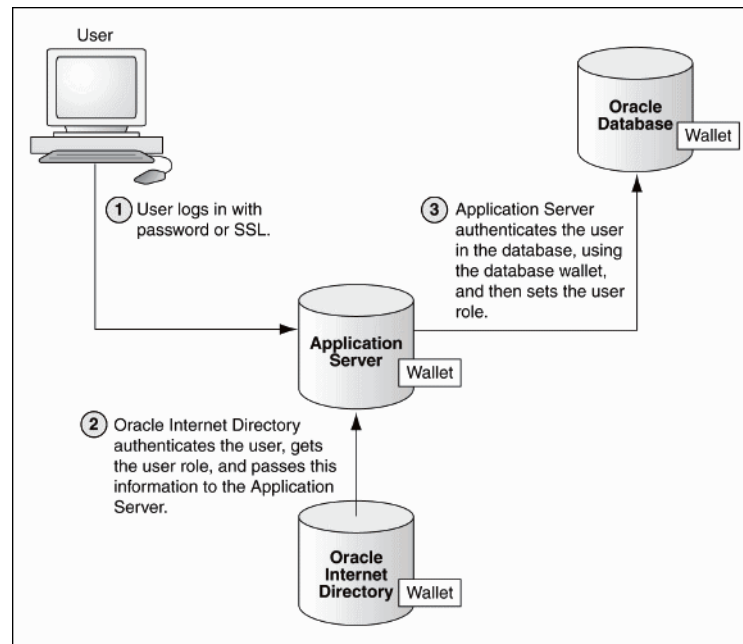 User
Oracle
Database
Wallet
1
User logs in with
password or SSL.
3
Application Server
authenticates the user
in the database, using
the database wallet,
and then sets the user
role.
Application
Server
Wallet
2
Oracle Internet Directory
authenticates the user, gets
the user role, and passes this
information to the Application
Server.
Oracle
Internet
Directory
Wallet